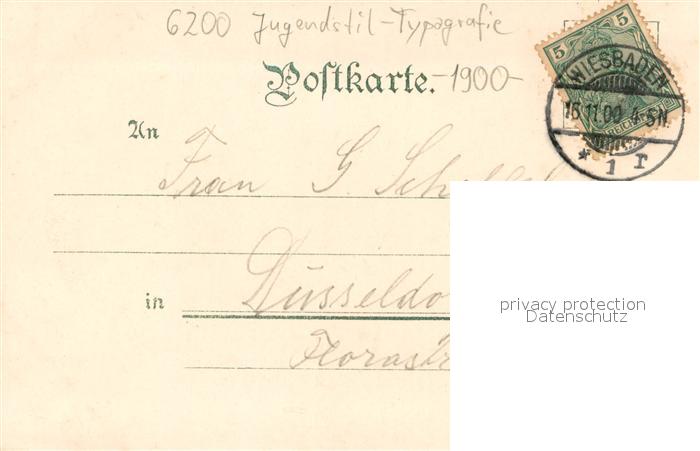 6200 Jugendstil-Typografie
Postkarte. -1900-
5 5
WIESBADEN
15.11.00
* 1 r
An
Frau G.
in Düsseldo
Florastr
privacy protection
Datenschutz